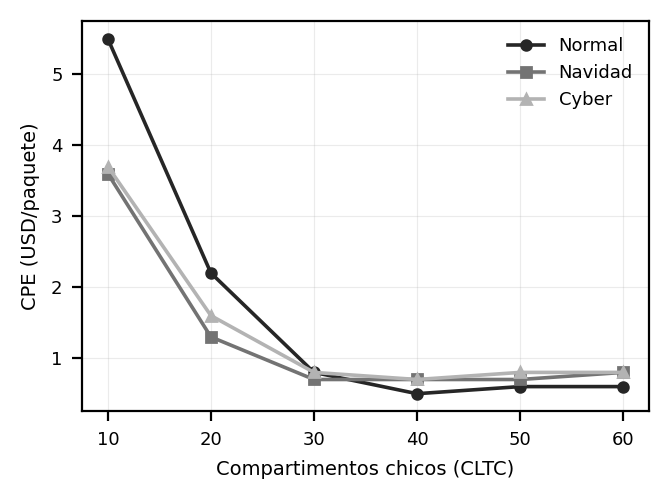 Normal
Navidad
Cyber
CPE (USD/paquete)
5
4
3
2
1
10 20 30 40 50 60
Compartimentos chicos (CLTC)